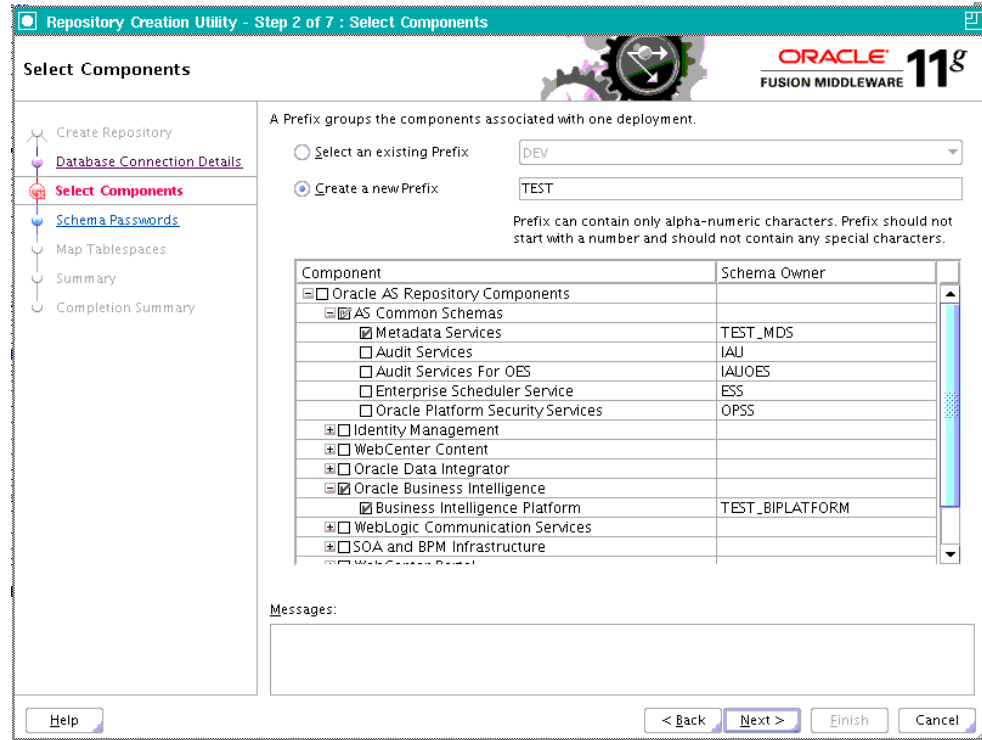 Repository Creation Utility - Step 2 of 7 : Select Components
Select Components
ORACLE
FUSION MIDDLEWARE
11g
Create Repository
Database Connection Details
Select Components
Schema Passwords
Map Tablespaces
Summary
Completion Summary
A Prefix groups the components associated with one deployment.
Select an existing Prefix
DEV
Create a new Prefix
TEST
Prefix can contain only alpha-numeric characters. Prefix should not
start with a number and should not contain any special characters.
Component Schema Owner
Oracle AS Repository Components
AS Common Schemas
Metadata Services TEST_MDS
Audit Services IAU
Audit Services For OES IAUOES
Enterprise Scheduler Service ESS
Oracle Platform Security Services OPSS
Identity Management
WebCenter Content
Oracle Data Integrator
Oracle Business Intelligence
Business Intelligence Platform TEST_BIPLATFORM
WebLogic Communication Services
SOA and BPM Infrastructure
WebCenter Portal
Messages:
Help
< Back
Next >
Finish
Cancel